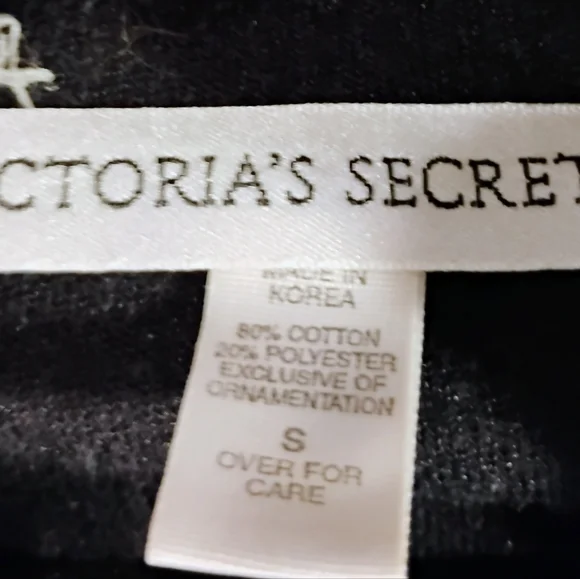 CTORIA'S SECRET
MADE IN
KOREA
80% COTTON
20% POLYESTER
EXCLUSIVE OF
ORNAMENTATION
S
OVER FOR
CARE